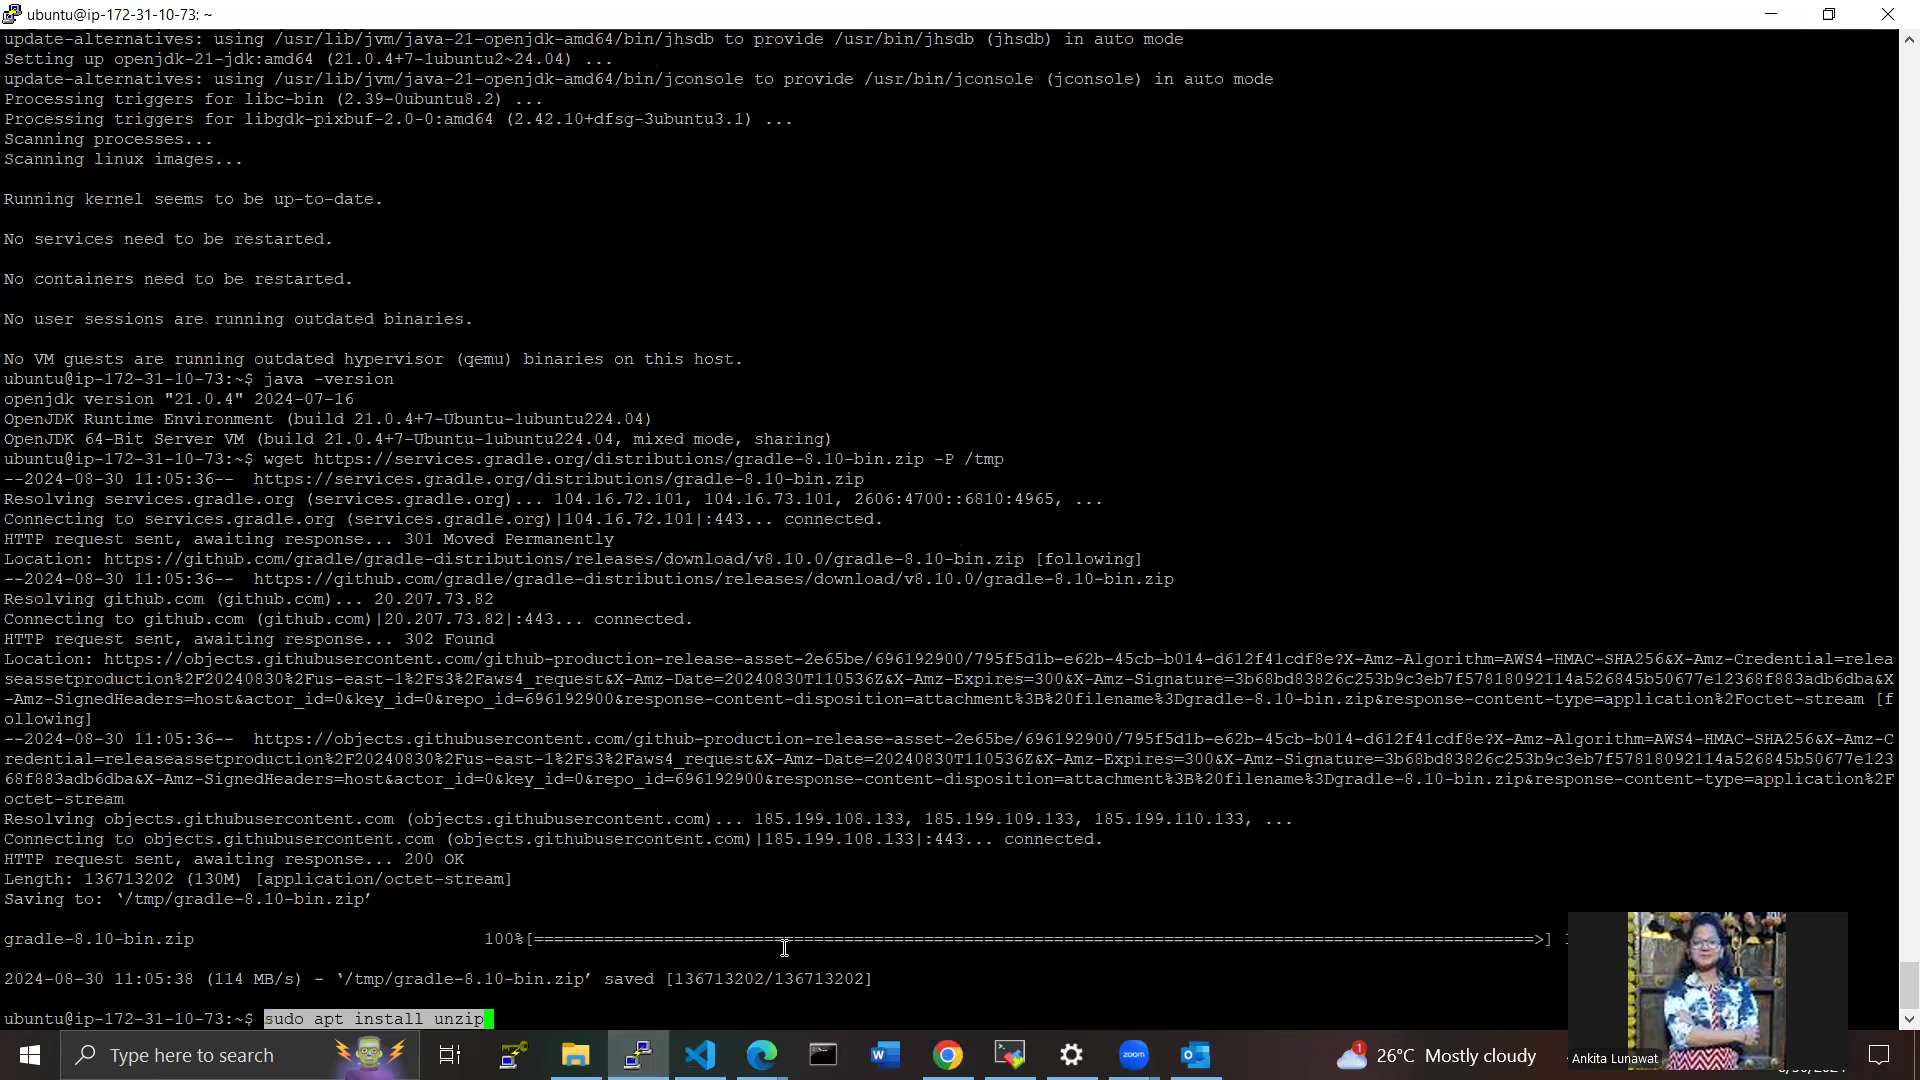 ubuntu@ip-172-31-10-73: ~
update-alternatives: using /usr/lib/jvm/java-21-openjdk-amd64/bin/jhsdb to provide /usr/bin/jhsdb (jhsdb) in auto mode
Setting up openjdk-21-jdk:amd64 (21.0.4+7-1ubuntu2~24.04) ...
update-alternatives: using /usr/lib/jvm/java-21-openjdk-amd64/bin/jconsole to provide /usr/bin/jconsole (jconsole) in auto mode
Processing triggers for libc-bin (2.39-0ubuntu8.2) ...
Processing triggers for libgdk-pixbuf-2.0-0:amd64 (2.42.10+dfsg-3ubuntu3.1) ...
Scanning processes...
Scanning linux images...
Running kernel seems to be up-to-date.
No services need to be restarted.
No containers need to be restarted.
No user sessions are running outdated binaries.
No VM guests are running outdated hypervisor (qemu) binaries on this host.
ubuntu@ip-172-31-10-73:~$ java -version
openjdk version "21.0.4" 2024-07-16
OpenJDK Runtime Environment (build 21.0.4+7-Ubuntu-1ubuntu224.04)
OpenJDK 64-Bit Server VM (build 21.0.4+7-Ubuntu-1ubuntu224.04, mixed mode, sharing)
ubuntu@ip-172-31-10-73:~$ wget https://services.gradle.org/distributions/gradle-8.10-bin.zip -P /tmp
--2024-08-30 11:05:36--  https://services.gradle.org/distributions/gradle-8.10-bin.zip
Resolving services.gradle.org (services.gradle.org)... 104.16.72.101, 104.16.73.101, 2606:4700::6810:4965, ...
Connecting to services.gradle.org (services.gradle.org)|104.16.72.101|:443... connected.
HTTP request sent, awaiting response... 301 Moved Permanently
Location: https://github.com/gradle/gradle-distributions/releases/download/v8.10.0/gradle-8.10-bin.zip [following]
--2024-08-30 11:05:36--  https://github.com/gradle/gradle-distributions/releases/download/v8.10.0/gradle-8.10-bin.zip
Resolving github.com (github.com)... 20.207.73.82
Connecting to github.com (github.com)|20.207.73.82|:443... connected.
HTTP request sent, awaiting response... 302 Found
Location: https://objects.githubusercontent.com/github-production-release-asset-2e65be/696192900/795f5d1b-e62b-45cb-b014-d612f41cdf8e?X-Amz-Algorithm=AWS4-HMAC-SHA256&X-Amz-Credential=relea
seassetproduction%2F20240830%2Fus-east-1%2Fs3%2Faws4_request&X-Amz-Date=20240830T110536Z&X-Amz-Expires=300&X-Amz-Signature=3b68bd83826c253b9c3eb7f57818092114a526845b50677e12368f883adb6dba&X
-Amz-SignedHeaders=host&actor_id=0&key_id=0&repo_id=696192900&response-content-disposition=attachment%3B%20filename%3Dgradle-8.10-bin.zip&response-content-type=application%2Foctet-stream [f
ollowing]
--2024-08-30 11:05:36--  https://objects.githubusercontent.com/github-production-release-asset-2e65be/696192900/795f5d1b-e62b-45cb-b014-d612f41cdf8e?X-Amz-Algorithm=AWS4-HMAC-SHA256&X-Amz-C
redential=releaseassetproduction%2F20240830%2Fus-east-1%2Fs3%2Faws4_request&X-Amz-Date=20240830T110536Z&X-Amz-Expires=300&X-Amz-Signature=3b68bd83826c253b9c3eb7f57818092114a526845b50677e123
68f883adb6dba&X-Amz-SignedHeaders=host&actor_id=0&key_id=0&repo_id=696192900&response-content-disposition=attachment%3B%20filename%3Dgradle-8.10-bin.zip&response-content-type=application%2F
octet-stream
Resolving objects.githubusercontent.com (objects.githubusercontent.com)... 185.199.108.133, 185.199.109.133, 185.199.110.133, ...
Connecting to objects.githubusercontent.com (objects.githubusercontent.com)|185.199.108.133|:443... connected.
HTTP request sent, awaiting response... 200 OK
Length: 136713202 (130M) [application/octet-stream]
Saving to: ‘/tmp/gradle-8.10-bin.zip’
gradle-8.10-bin.zip 100%[====================================================================================================>]
2024-08-30 11:05:38 (114 MB/s) - ‘/tmp/gradle-8.10-bin.zip’ saved [136713202/136713202]
ubuntu@ip-172-31-10-73:~$ sudo apt install unzip
Ankita Lunawat
Type here to search
zoom
1
26°C Mostly cloudy